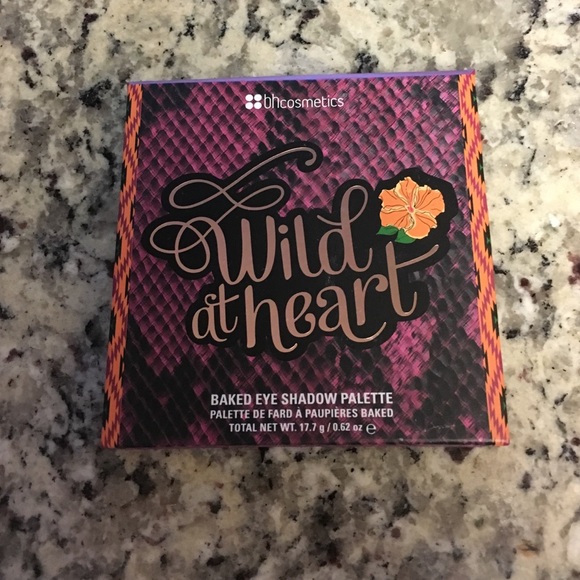 bhcosmetics®
Wild
at heart
BAKED EYE SHADOW PALETTE
PALETTE DE FARD À PAUPIÈRES BAKED
TOTAL NET WT. 17.7 g / 0.62 oz ℮